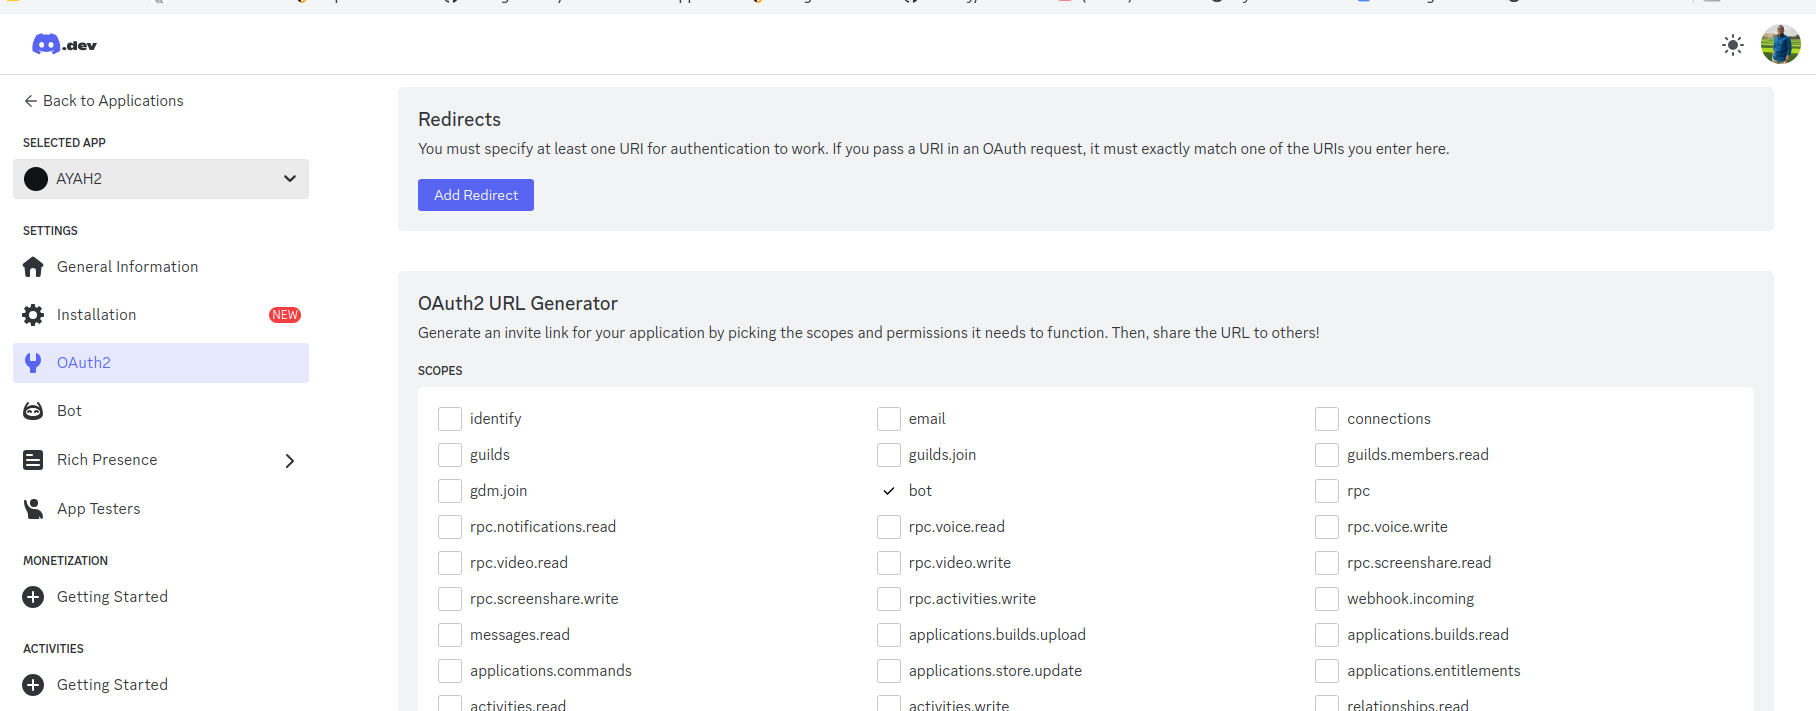 .dev
Back to Applications
SELECTED APP
AYAH2
SETTINGS
General Information
Installation NEW
OAuth2
Bot
Rich Presence
App Testers
MONETIZATION
Getting Started
ACTIVITIES
Getting Started
Redirects
You must specify at least one URI for authentication to work. If you pass a URI in an OAuth request, it must exactly match one of the URIs you enter here.
Add Redirect
OAuth2 URL Generator
Generate an invite link for your application by picking the scopes and permissions it needs to function. Then, share the URL to others!
SCOPES
identify email connections
guilds guilds.join guilds.members.read
gdm.join bot rpc
rpc.notifications.read rpc.voice.read rpc.voice.write
rpc.video.read rpc.video.write rpc.screenshare.read
rpc.screenshare.write rpc.activities.write webhook.incoming
messages.read applications.builds.upload applications.builds.read
applications.commands applications.store.update applications.entitlements
activities.read activities.write relationships.read